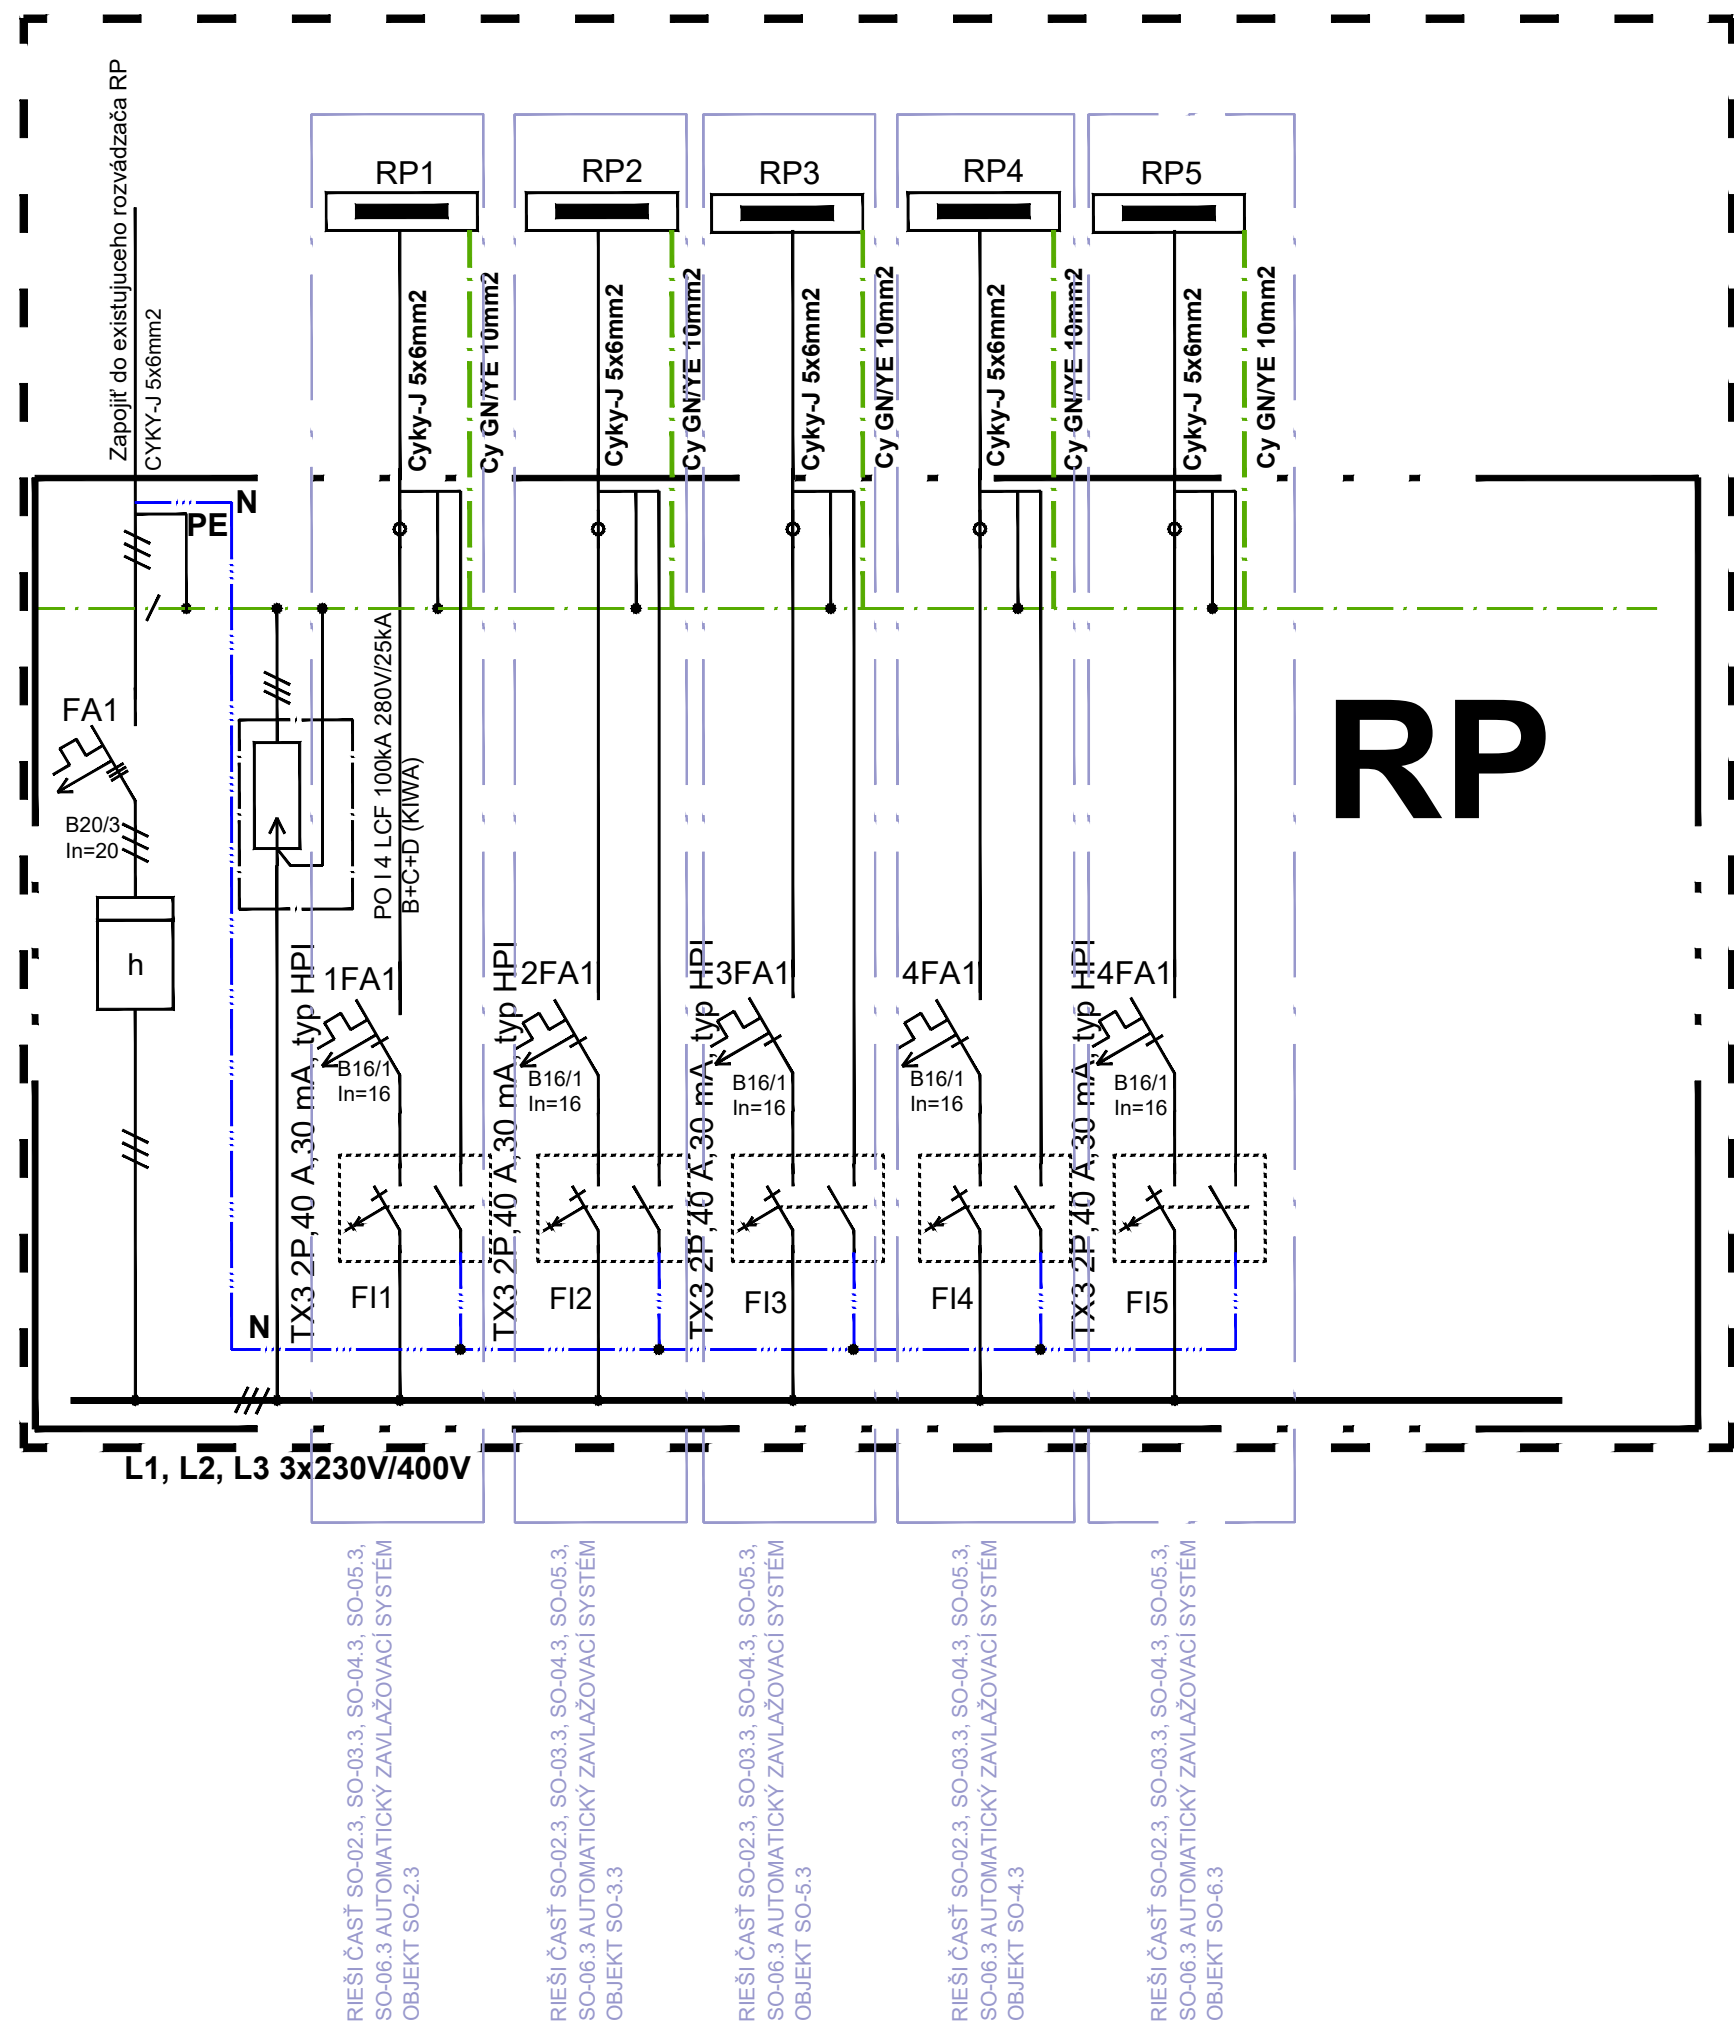 Zapojiť do existujuceho rozvádzača RP
CYKY-J 5x6mm2
RP1
RP2
RP3
RP4
RP5
Cyky-J 5x6mm2
Cy GN/YE 10mm2
Cyky-J 5x6mm2
Cy GN/YE 10mm2
Cyky-J 5x6mm2
Cy GN/YE 10mm2
Cyky-J 5x6mm2
Cy GN/YE 10mm2
Cyky-J 5x6mm2
Cy GN/YE 10mm2
N
PE
FA1
B20/3
In=20
h
PO I 4 LCF 100kA 280V/25kA
B+C+D (KIWA)
RP
TX3 2P,40 A,30 mA, typ HPI
1FA1
B16/1
In=16
FI1
TX3 2P,40 A,30 mA, typ HPI
2FA1
B16/1
In=16
FI2
TX3 2P,40 A,30 mA, typ HPI
3FA1
B16/1
In=16
FI3
4FA1
B16/1
In=16
FI4
TX3 2P,40 A,30 mA, typ HPI
4FA1
B16/1
In=16
FI5
N
L1, L2, L3 3x230V/400V
RIEŠI ČASŤ SO-02.3, SO-03.3, SO-04.3, SO-05.3,
SO-06.3 AUTOMATICKÝ ZAVLAŽOVACÍ SYSTÉM
OBJEKT SO-2.3
RIEŠI ČASŤ SO-02.3, SO-03.3, SO-04.3, SO-05.3,
SO-06.3 AUTOMATICKÝ ZAVLAŽOVACÍ SYSTÉM
OBJEKT SO-3.3
RIEŠI ČASŤ SO-02.3, SO-03.3, SO-04.3, SO-05.3,
SO-06.3 AUTOMATICKÝ ZAVLAŽOVACÍ SYSTÉM
OBJEKT SO-5.3
RIEŠI ČASŤ SO-02.3, SO-03.3, SO-04.3, SO-05.3,
SO-06.3 AUTOMATICKÝ ZAVLAŽOVACÍ SYSTÉM
OBJEKT SO-4.3
RIEŠI ČASŤ SO-02.3, SO-03.3, SO-04.3, SO-05.3,
SO-06.3 AUTOMATICKÝ ZAVLAŽOVACÍ SYSTÉM
OBJEKT SO-6.3